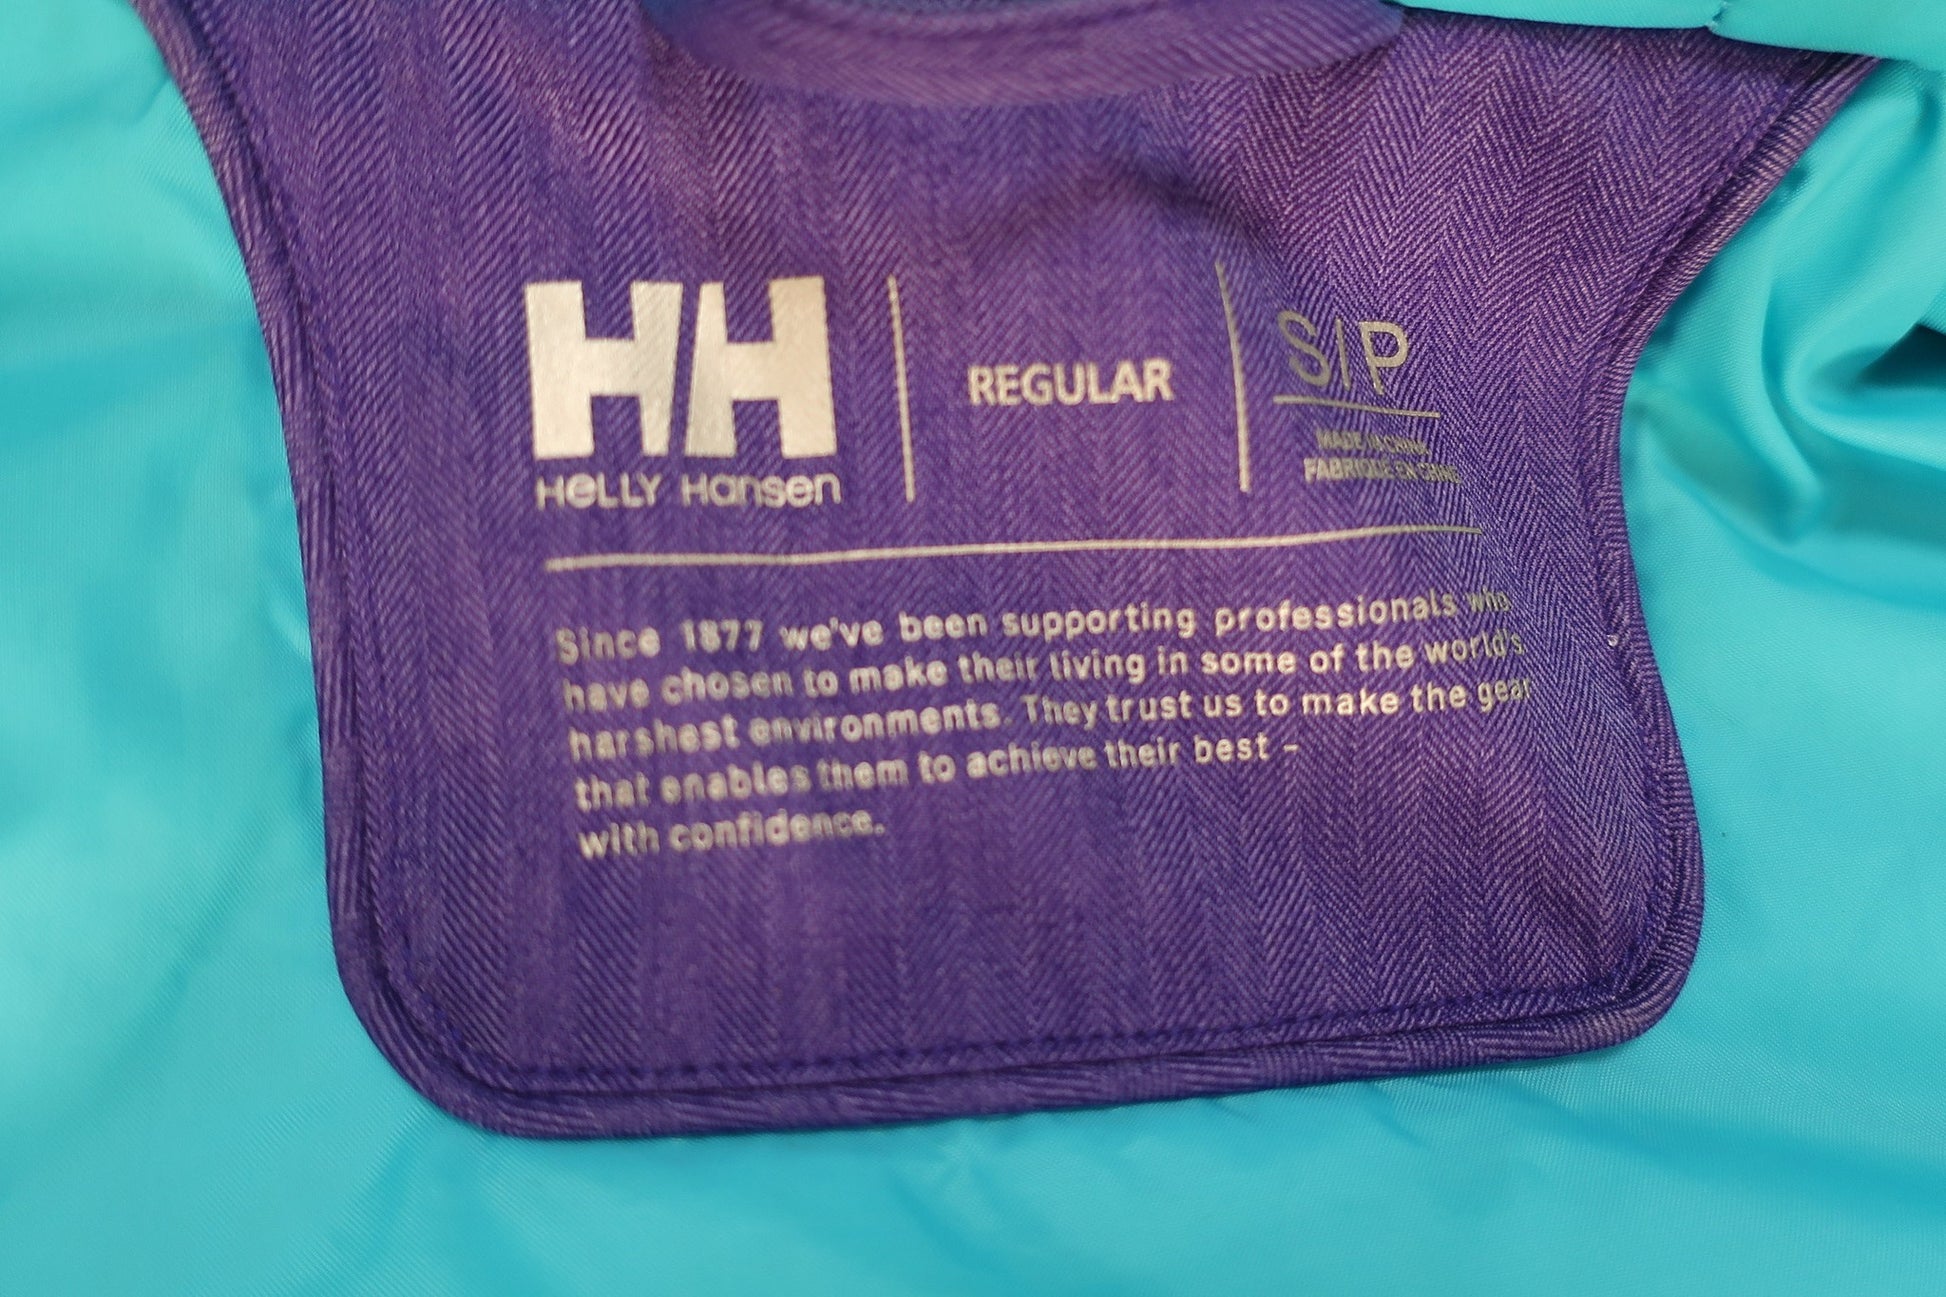 HH
HELLY HANSEN
REGULAR
S/P
MADE IN CHINA
FABRIQUÉ EN CHINE
Since 1877 we've been supporting professionals who
have chosen to make their living in some of the world's
harshest environments. They trust us to make the gear
that enables them to achieve their best –
with confidence.